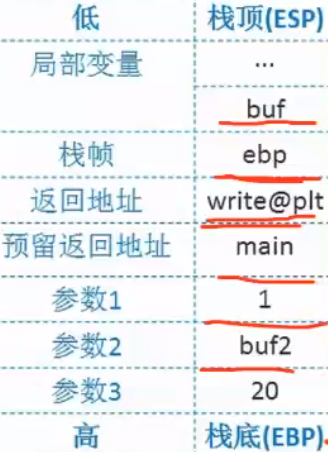 低 栈顶(ESP)
局部变量 ...
buf
栈帧 ebp
返回地址 write@plt
预留返回地址 main
参数1 1
参数2 buf2
参数3 20
高 栈底(EBP)